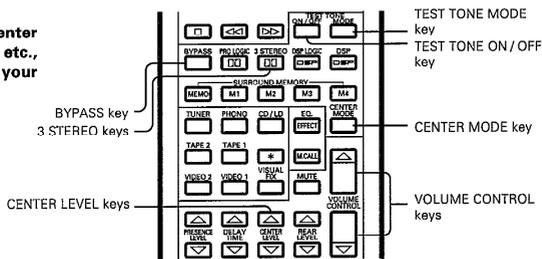 enter
etc.,
your
TEST TONE
ON / OFF MODE
TEST TONE MODE
key
TEST TONE ON / OFF
key
BYPASS PRO LOGIC 3 STEREO DSP LOGIC DSP
SURROUND MEMORY
MEMO M1 M2 M3 M4
BYPASS key
3 STEREO keys
TUNER PHONO CD/LD EQ. CENTER MODE
EFFECT
CENTER MODE key
TAPE 2 TAPE 1
* M.CALL
VIDEO 2 VIDEO 1 VISUAL FIX MUTE
VOLUME CONTROL
CENTER LEVEL keys
VOLUME CONTROL
keys
PRESENCE LEVEL DELAY TIME CENTER LEVEL REAR LEVEL